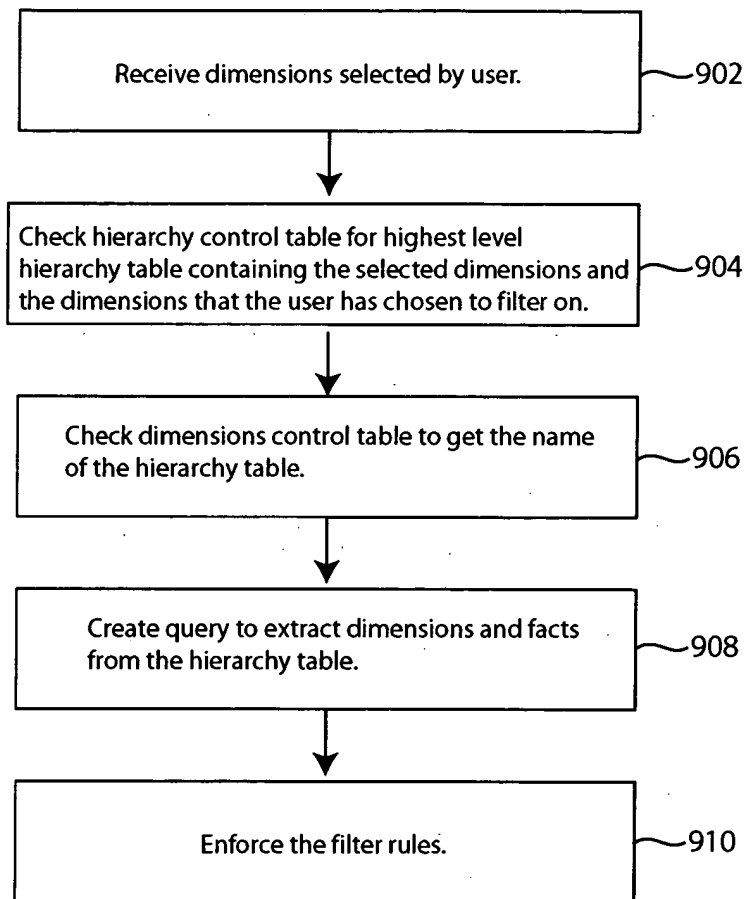 Receive dimensions selected by user.
902
Check hierarchy control table for highest level
hierarchy table containing the selected dimensions and
the dimensions that the user has chosen to filter on.
904
Check dimensions control table to get the name
of the hierarchy table.
906
Create query to extract dimensions and facts
from the hierarchy table.
908
Enforce the filter rules.
910